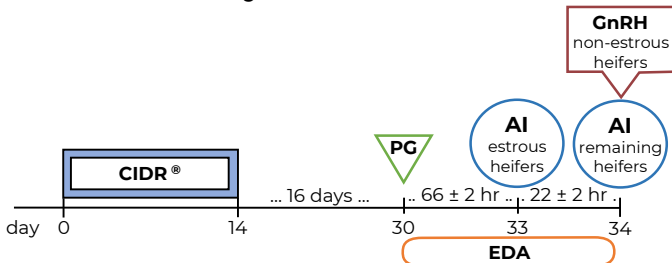 GnRH
non-estrous
heifers
AI
estrous
heifers
AI
remaining
heifers
PG
CIDR ®
... 16 days ...
.. 66 ± 2 hr ..
. 22 ± 2 hr .
day 0 14 30 33 34
EDA